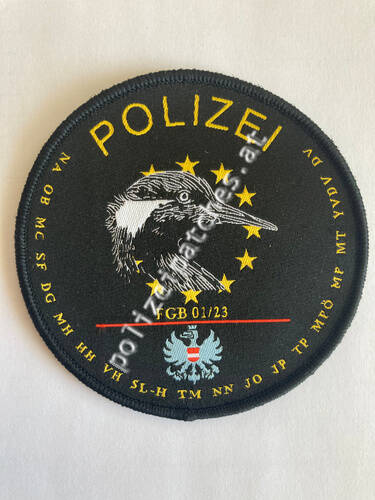 POLIZEI
NA OB MC SF DG MH HH VH SL-H TM NN JO JP TP MPÖ MP MT YVDV DV
FGB 01/23
polizeipatches.at